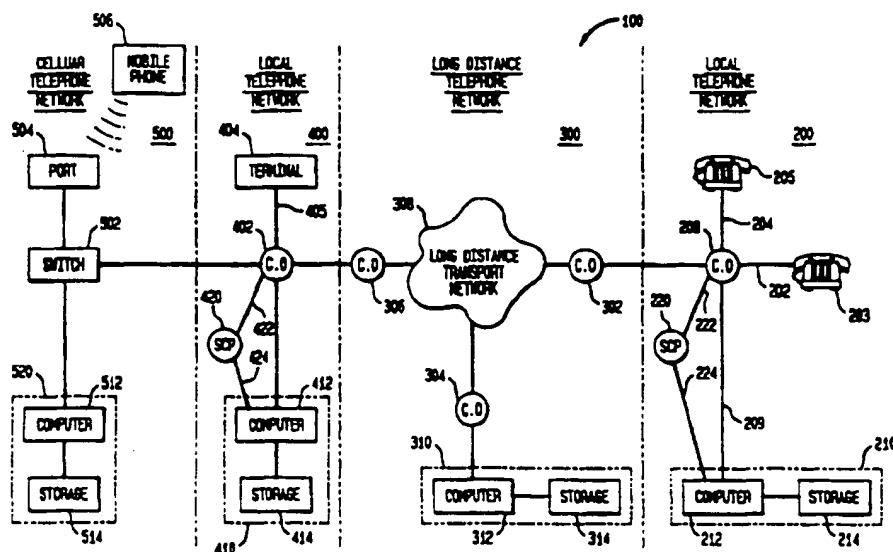 506
100
CELLUAR
TELEPHONE
NETWORK
MOBILE
PHONE
LOCAL
TELEPHONE
NETWORK
LONG DISTANCE
TELEPHONE
NETWORK
LOCAL
TELEPHONE
NETWORK
504
500
404
400
300
200
PORT
TERMINAL
205
405
308
204
502
402
208
SWITCH
C.O
C.O
LONG DISTANCE
TRANSPORT
NETWORK
C.O
C.O
306
302
202
203
420
422
220
222
SCP
SCP
424
304
224
520
512
412
C.O
209
310
210
COMPUTER
COMPUTER
COMPUTER
STORAGE
COMPUTER
STORAGE
STORAGE
STORAGE
514
410
414
312
314
212
214